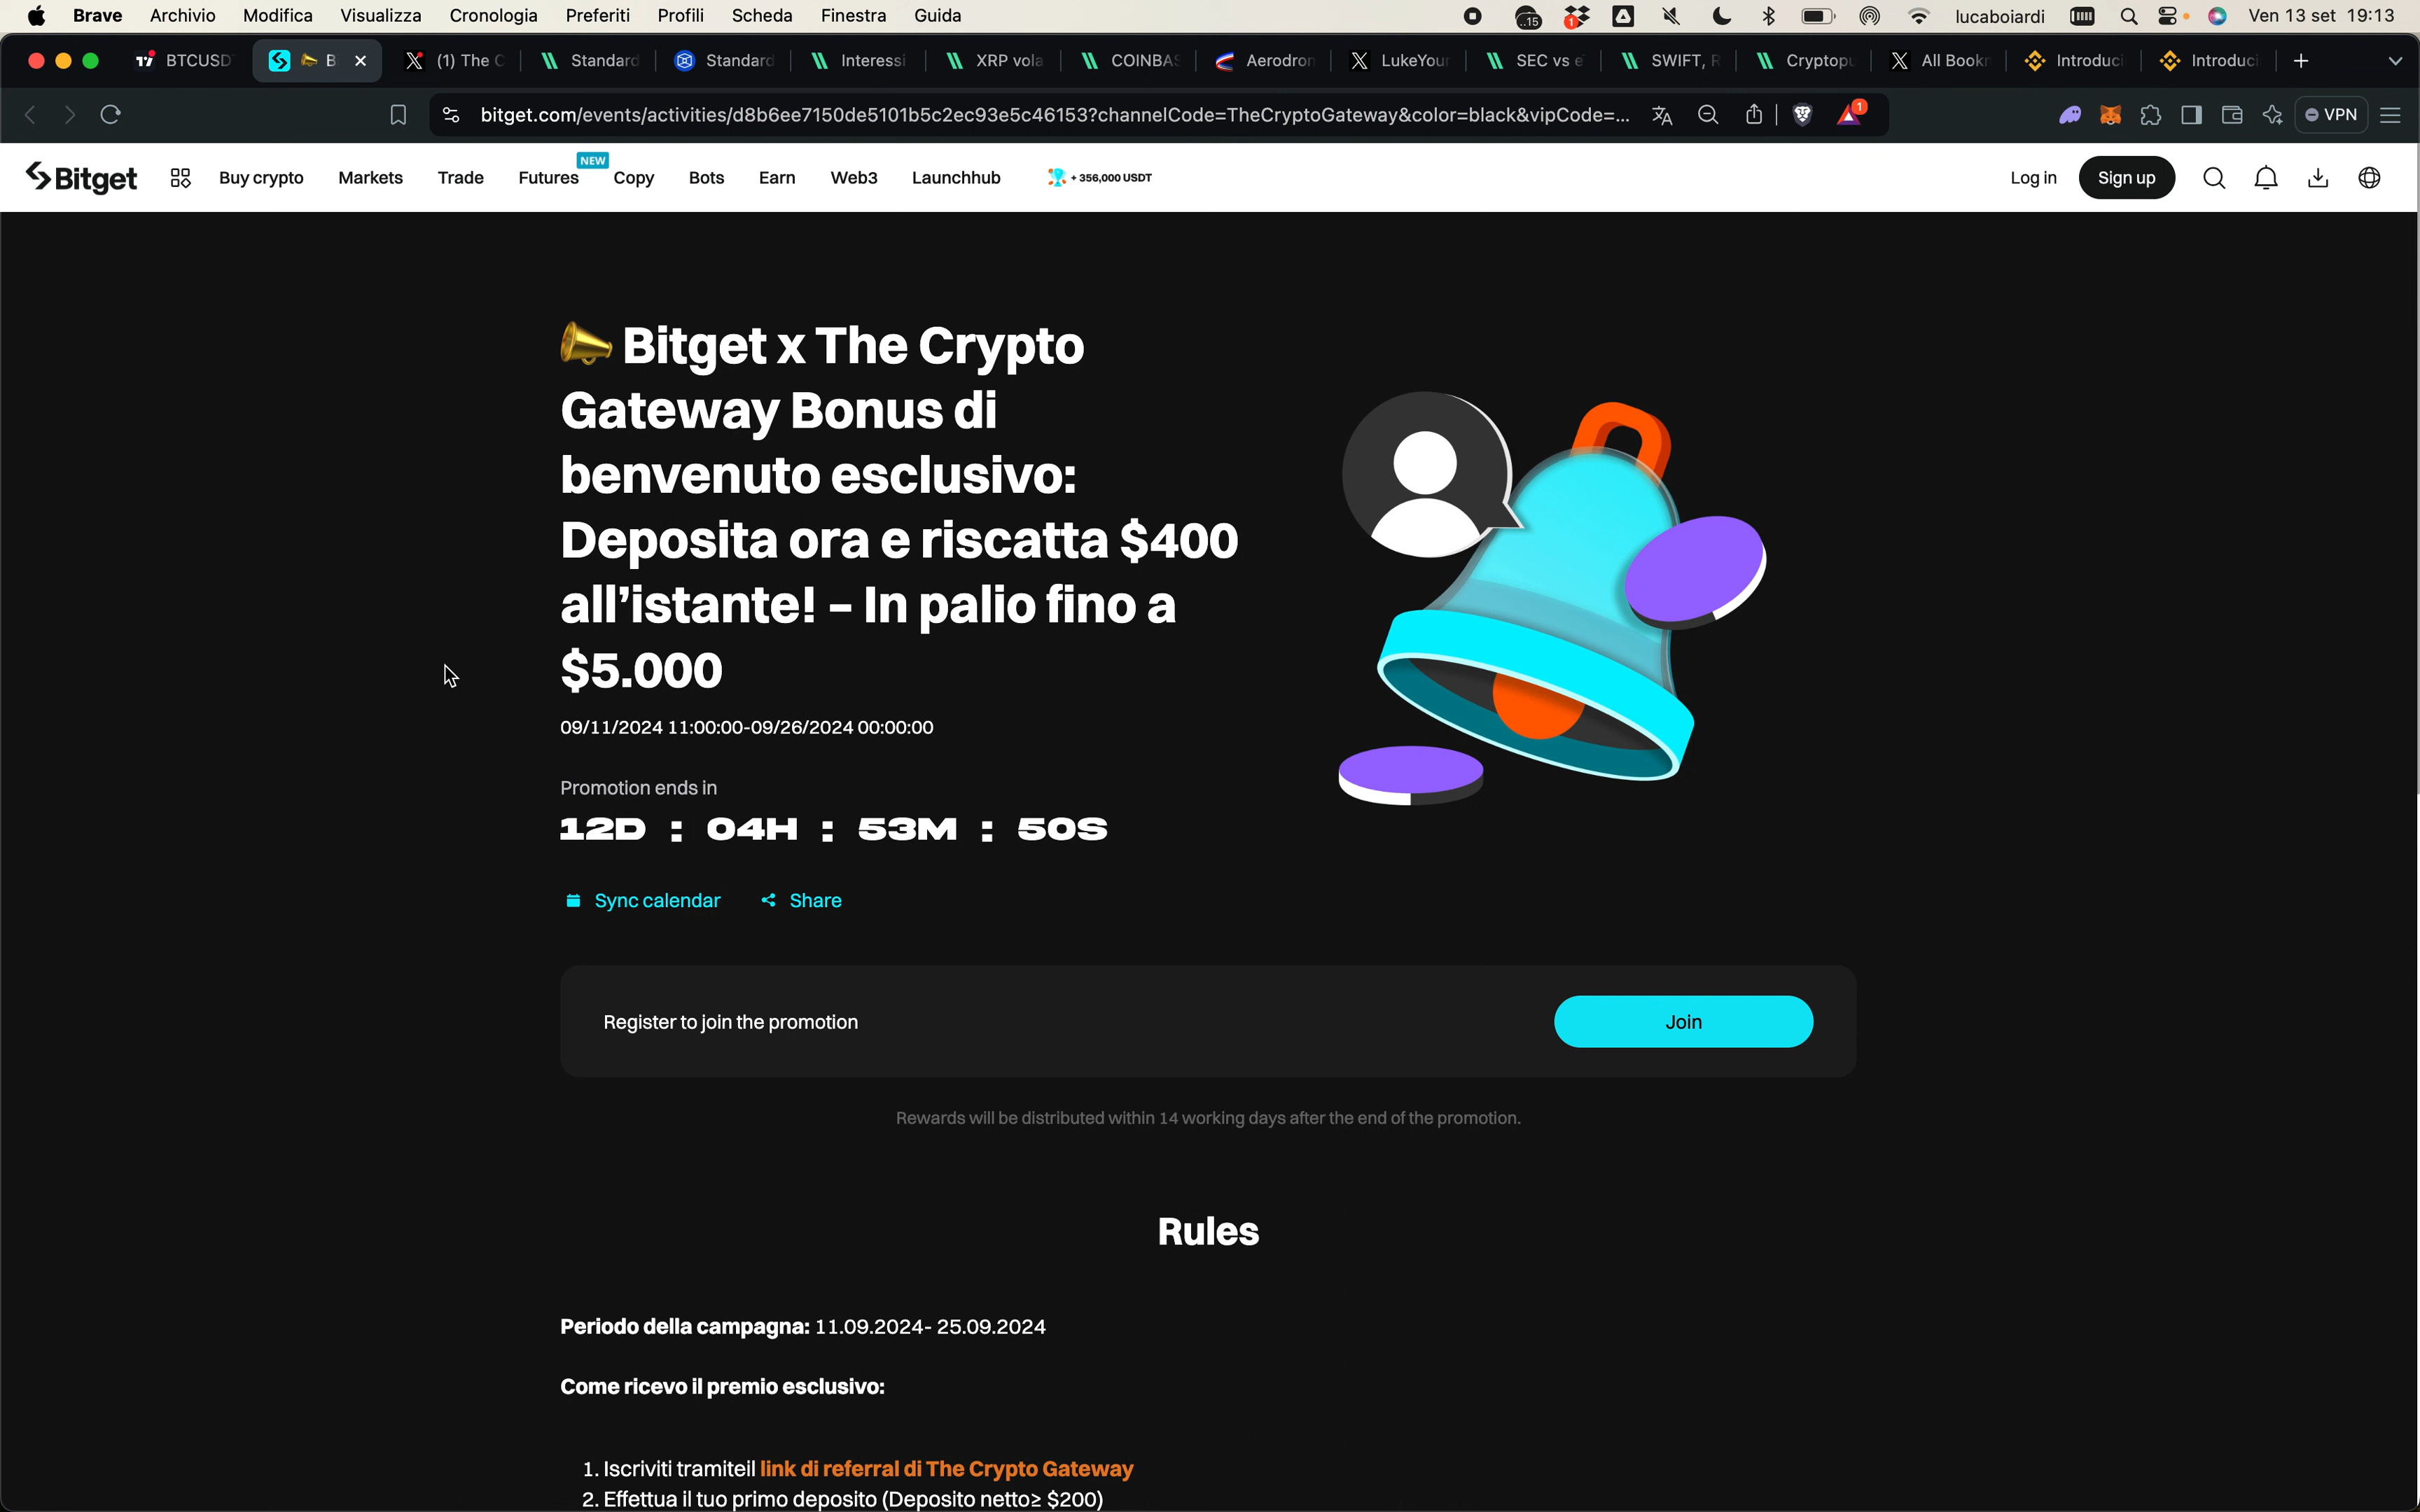 Brave Archivio Modifica Visualizza Cronologia Preferiti Profili Scheda Finestra Guida
..15 1 lucaboiardi Ven 13 set 19:13
BTCUSD B (1) The C Standard Standard Interessi XRP vola COINBAS Aerodrom LukeYour SEC vs e SWIFT, R Cryptopu All Bookm Introduci Introduci
bitget.com/events/activities/d8b6ee7150de5101b5c2ec93e5c46153?channelCode=TheCryptoGateway&color=black&vipCode=... 1 VPN
Bitget Buy crypto Markets Trade Futures NEW Copy Bots Earn Web3 Launchhub + 356,000 USDT Log in Sign up
Bitget x The Crypto
Gateway Bonus di
benvenuto esclusivo:
Deposita ora e riscatta $400
all’istante! – In palio fino a
$5.000
09/11/2024 11:00:00-09/26/2024 00:00:00
Promotion ends in
12D : 04H : 53M : 50S
Sync calendar Share
Register to join the promotion Join
Rewards will be distributed within 14 working days after the end of the promotion.
Rules
Periodo della campagna: 11.09.2024- 25.09.2024
Come ricevo il premio esclusivo:
1. Iscriviti tramiteil link di referral di The Crypto Gateway
2. Effettua il tuo primo deposito (Deposito netto≥ $200)